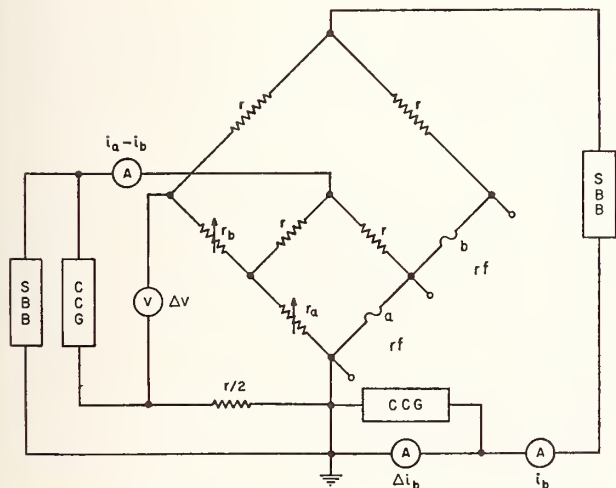 r
r
i_a – i_b
A
S B B
S B B
C C G
r_b
r
r
b
rf
V
ΔV
r_a
a
rf
r/2
CCG
A
A
Δi_b
i_b